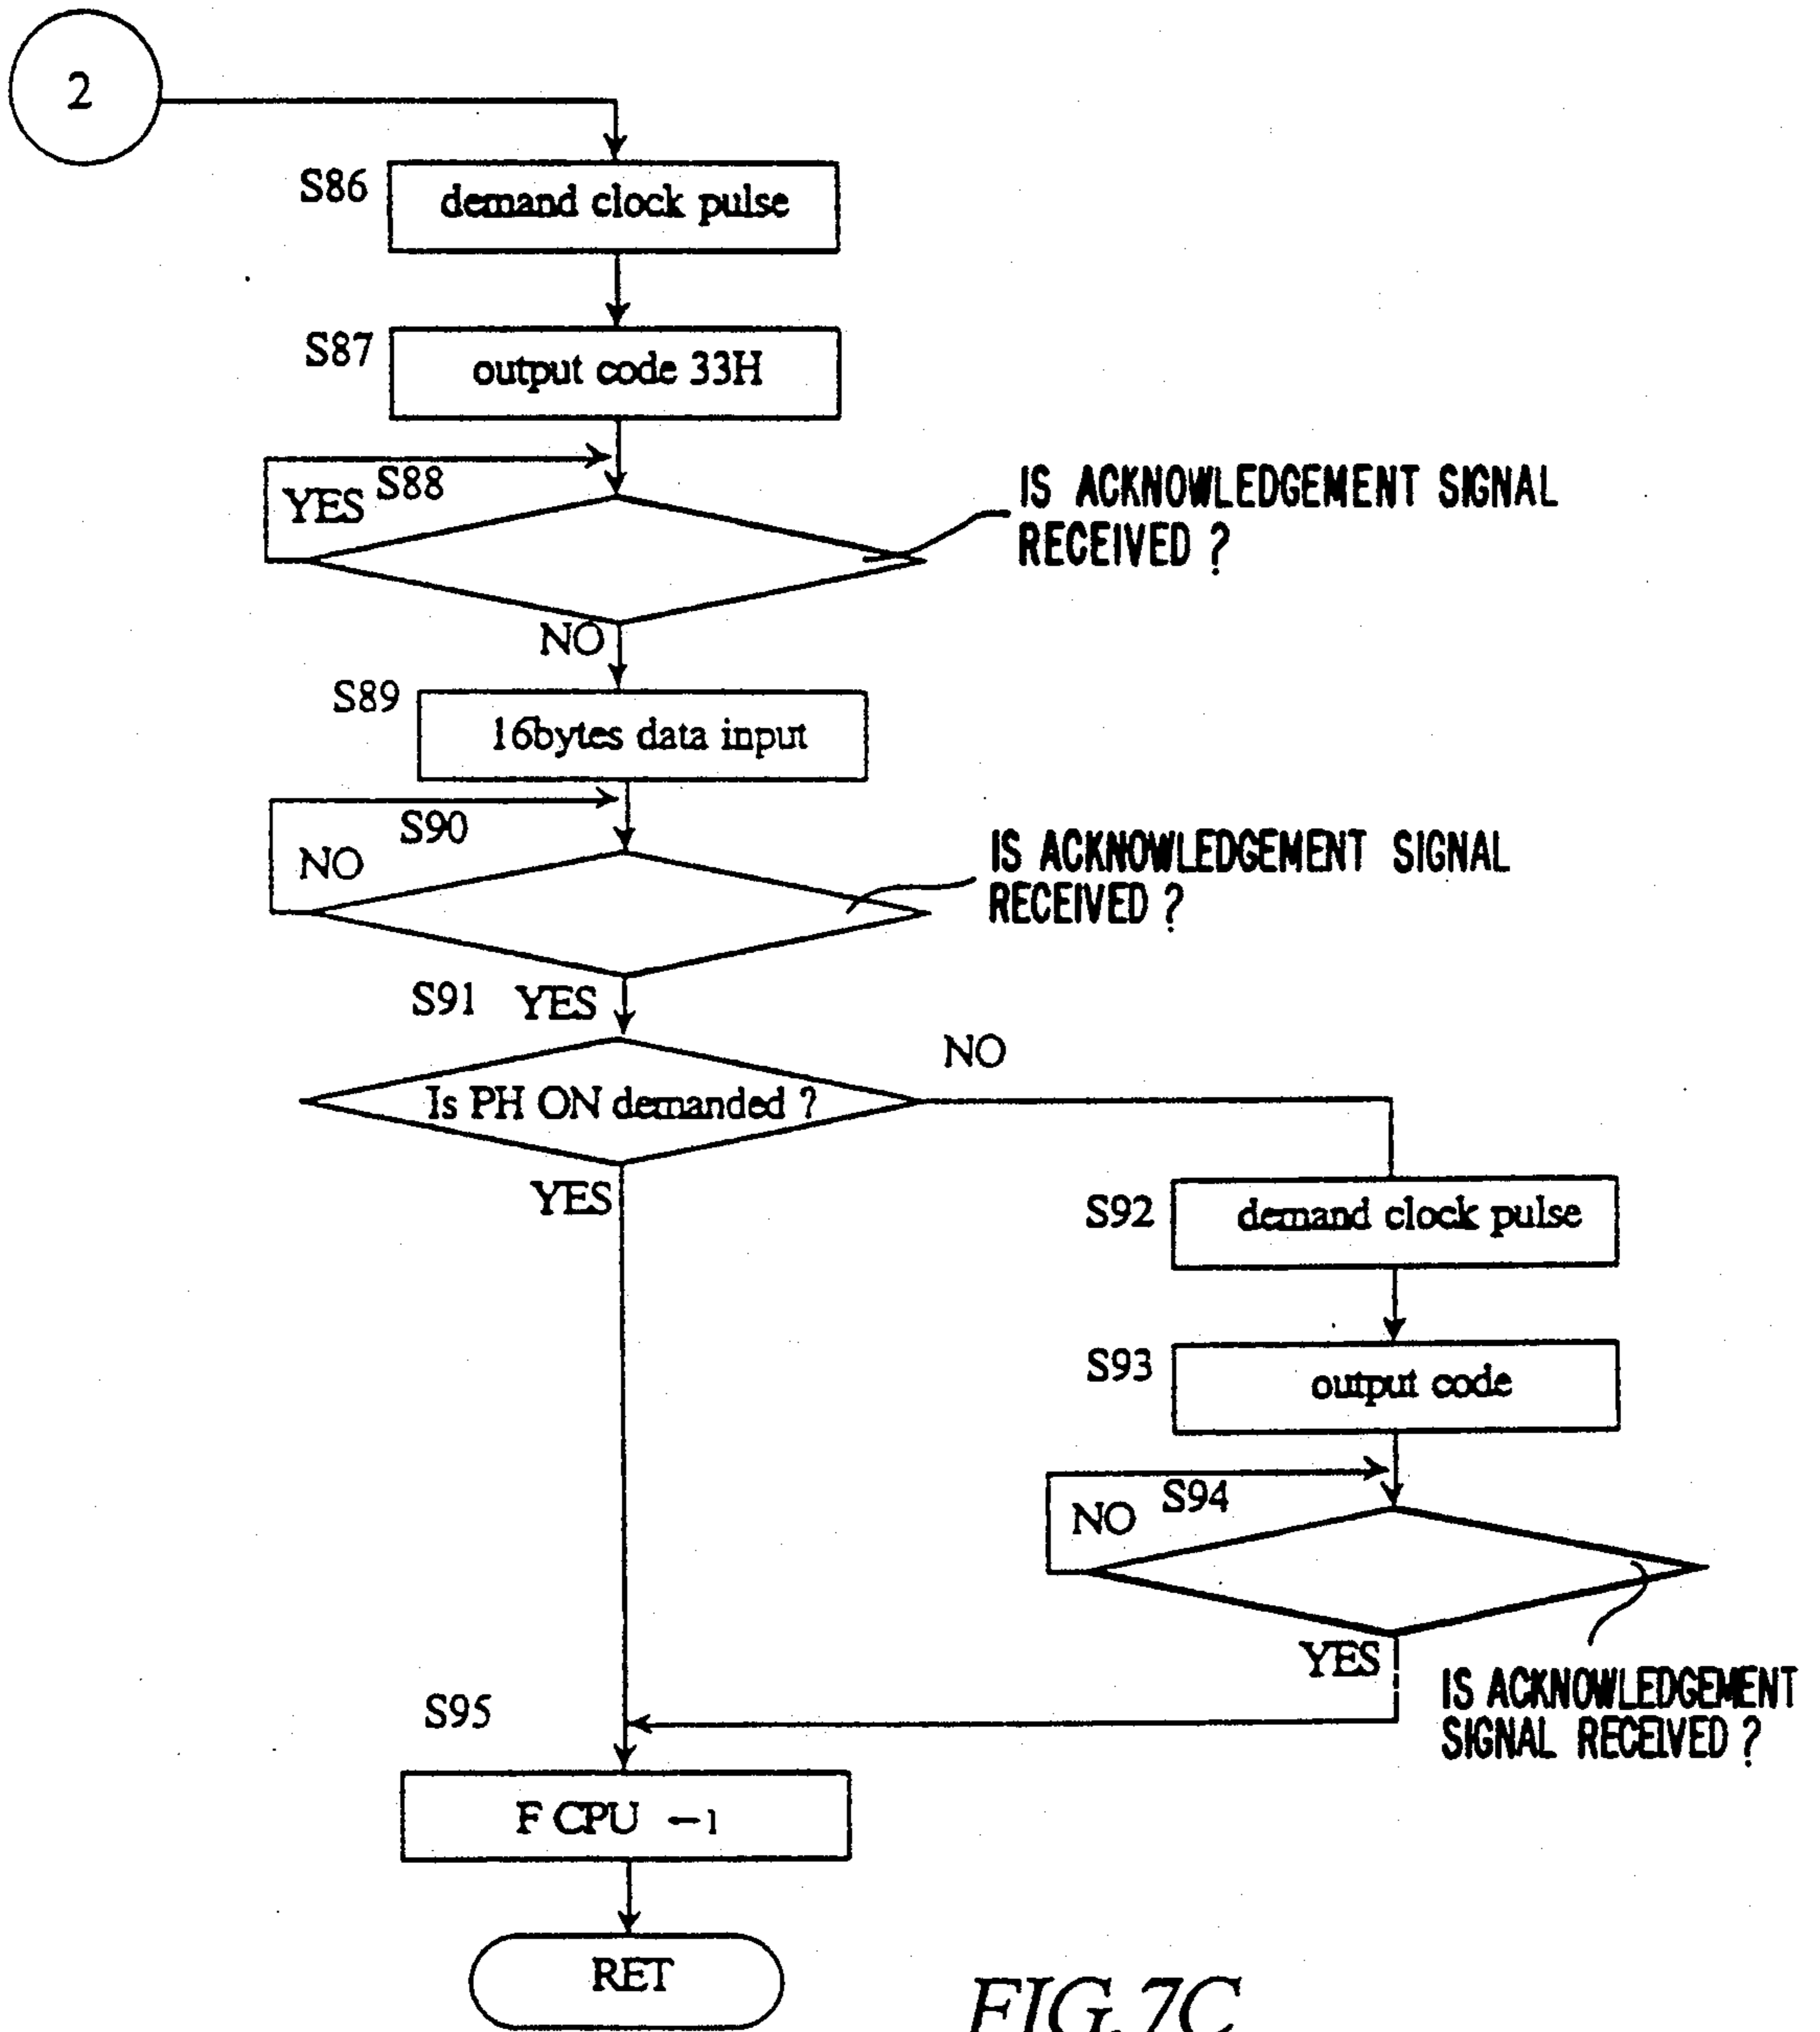 2
S86
demand clock pulse
S87
output code 33H
S88
YES
IS ACKNOWLEDGEMENT SIGNAL
RECEIVED ?
NO
S89
16bytes data input
S90
NO
IS ACKNOWLEDGEMENT SIGNAL
RECEIVED ?
S91
YES
NO
Is PH ON demanded ?
YES
S92
demand clock pulse
S93
output code
S94
NO
YES
IS ACKNOWLEDGEMENT
SIGNAL RECEIVED ?
S95
F CPU ←1
RET
FIG. 7C